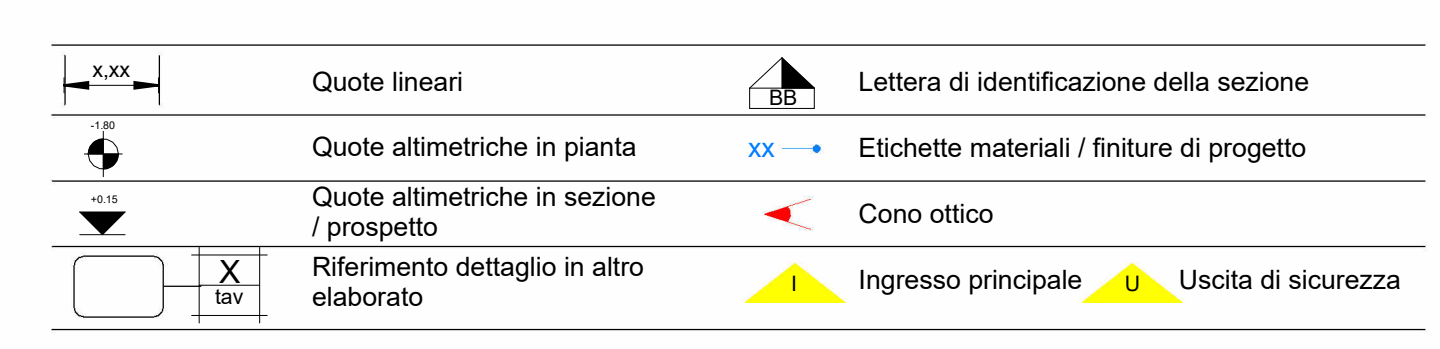 x,xx
Quote lineari
BB
Lettera di identificazione della sezione
-1.80
Quote altimetriche in pianta
xx
Etichette materiali / finiture di progetto
+0.15
Quote altimetriche in sezione
/ prospetto
Cono ottico
X
tav
Riferimento dettaglio in altro
elaborato
I
Ingresso principale
U
Uscita di sicurezza